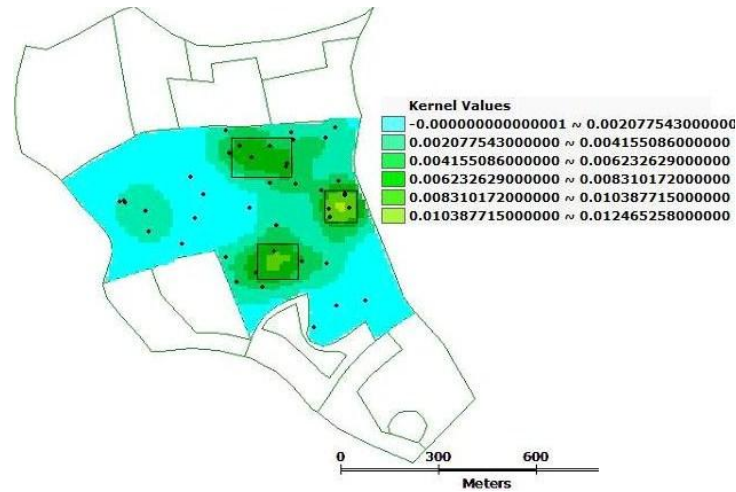 Kernel Values
-0.000000000000001 ~ 0.002077543000000
0.002077543000000 ~ 0.004155086000000
0.004155086000000 ~ 0.006232629000000
0.006232629000000 ~ 0.008310172000000
0.008310172000000 ~ 0.010387715000000
0.010387715000000 ~ 0.012465258000000
0 300 600
Meters